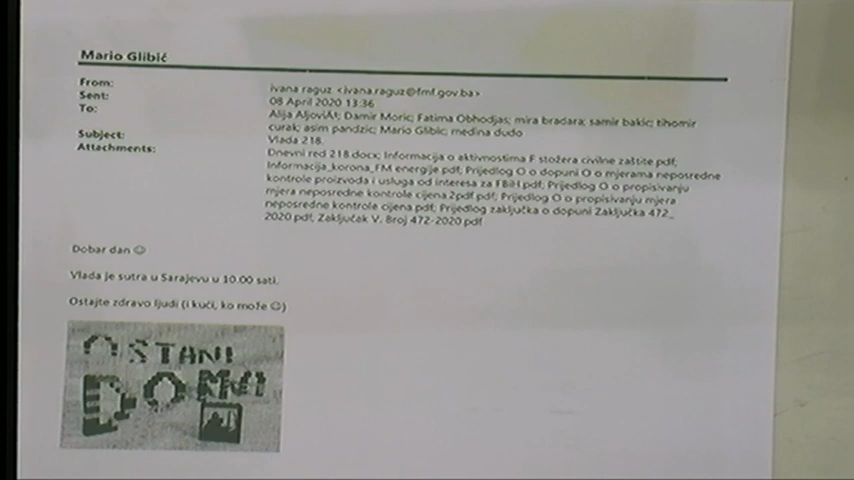 Mario Glibić
From: ivana raguz <ivana.raguz@fmf.gov.ba>
Sent: 08 April 2020 13:36
To: Alija AljoviÄ‡; Damir Moric; Fatima Obhodjas; mira bradara; samir bakic; tihomir
curak; asim pandzic; Mario Glibic; medina dudo
Subject: Vlada 218.
Attachments: Dnevni red 218.docx; Informacija o aktivnostima F stožera civilne zaštite.pdf;
Informacija_korona_FM energije.pdf; Prijedlog O o dopuni O o mjerama neposredne
kontrole proizvoda i usluga od interesa za FBiH.pdf; Prijedlog O o propisivanju
mjera neposredne kontrole cijena.2pdf.pdf; Prijedlog O o propisivanju mjera
neposredne kontrole cijena.pdf; Prijedlog zaključka o dopuni Zaključka 472_
2020.pdf; Zaključak V. Broj 472-2020.pdf
Dobar dan ☺
Vlada je sutra u Sarajevu u 10.00 sati.
Ostajte zdravo ljudi (i kući, ko može ☺)
OSTANI
DOMA